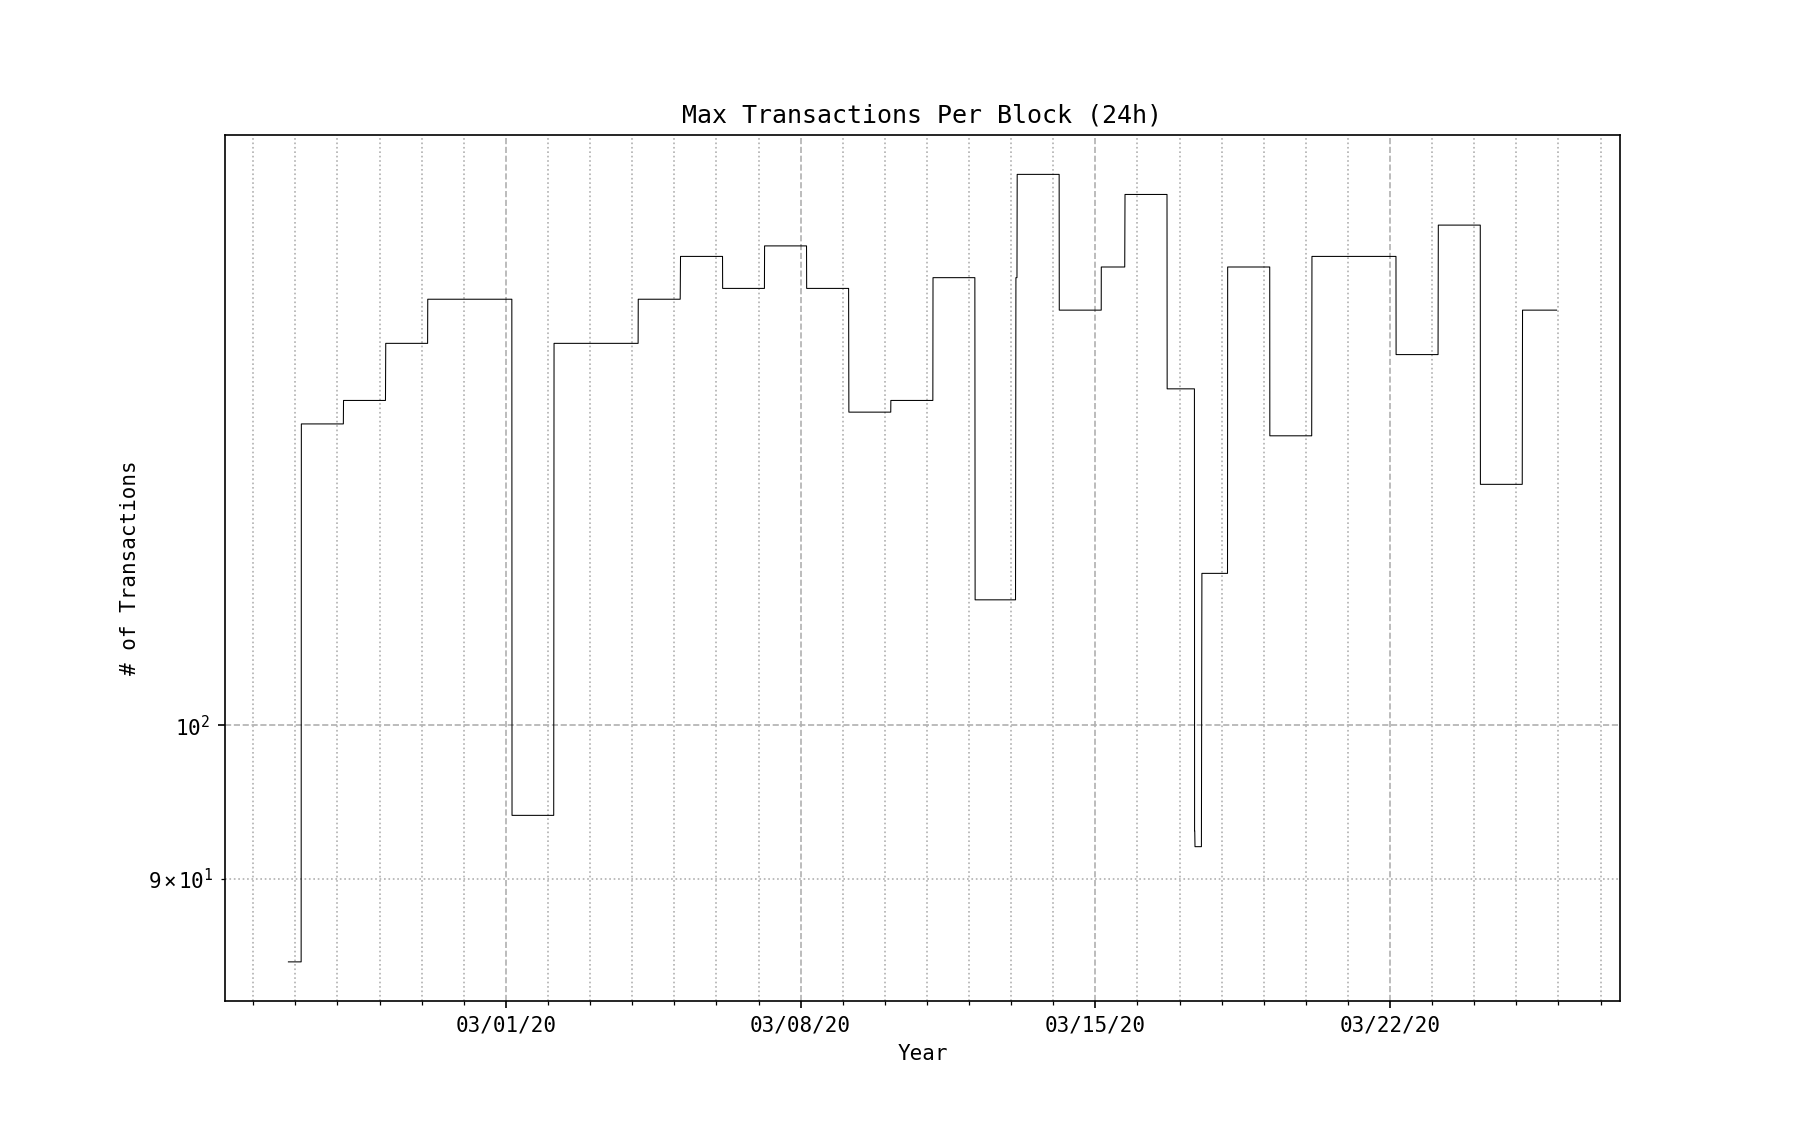 Max Transactions Per Block (24h)
# of Transactions
10²
9×10¹
03/01/20 03/08/20 03/15/20 03/22/20
Year